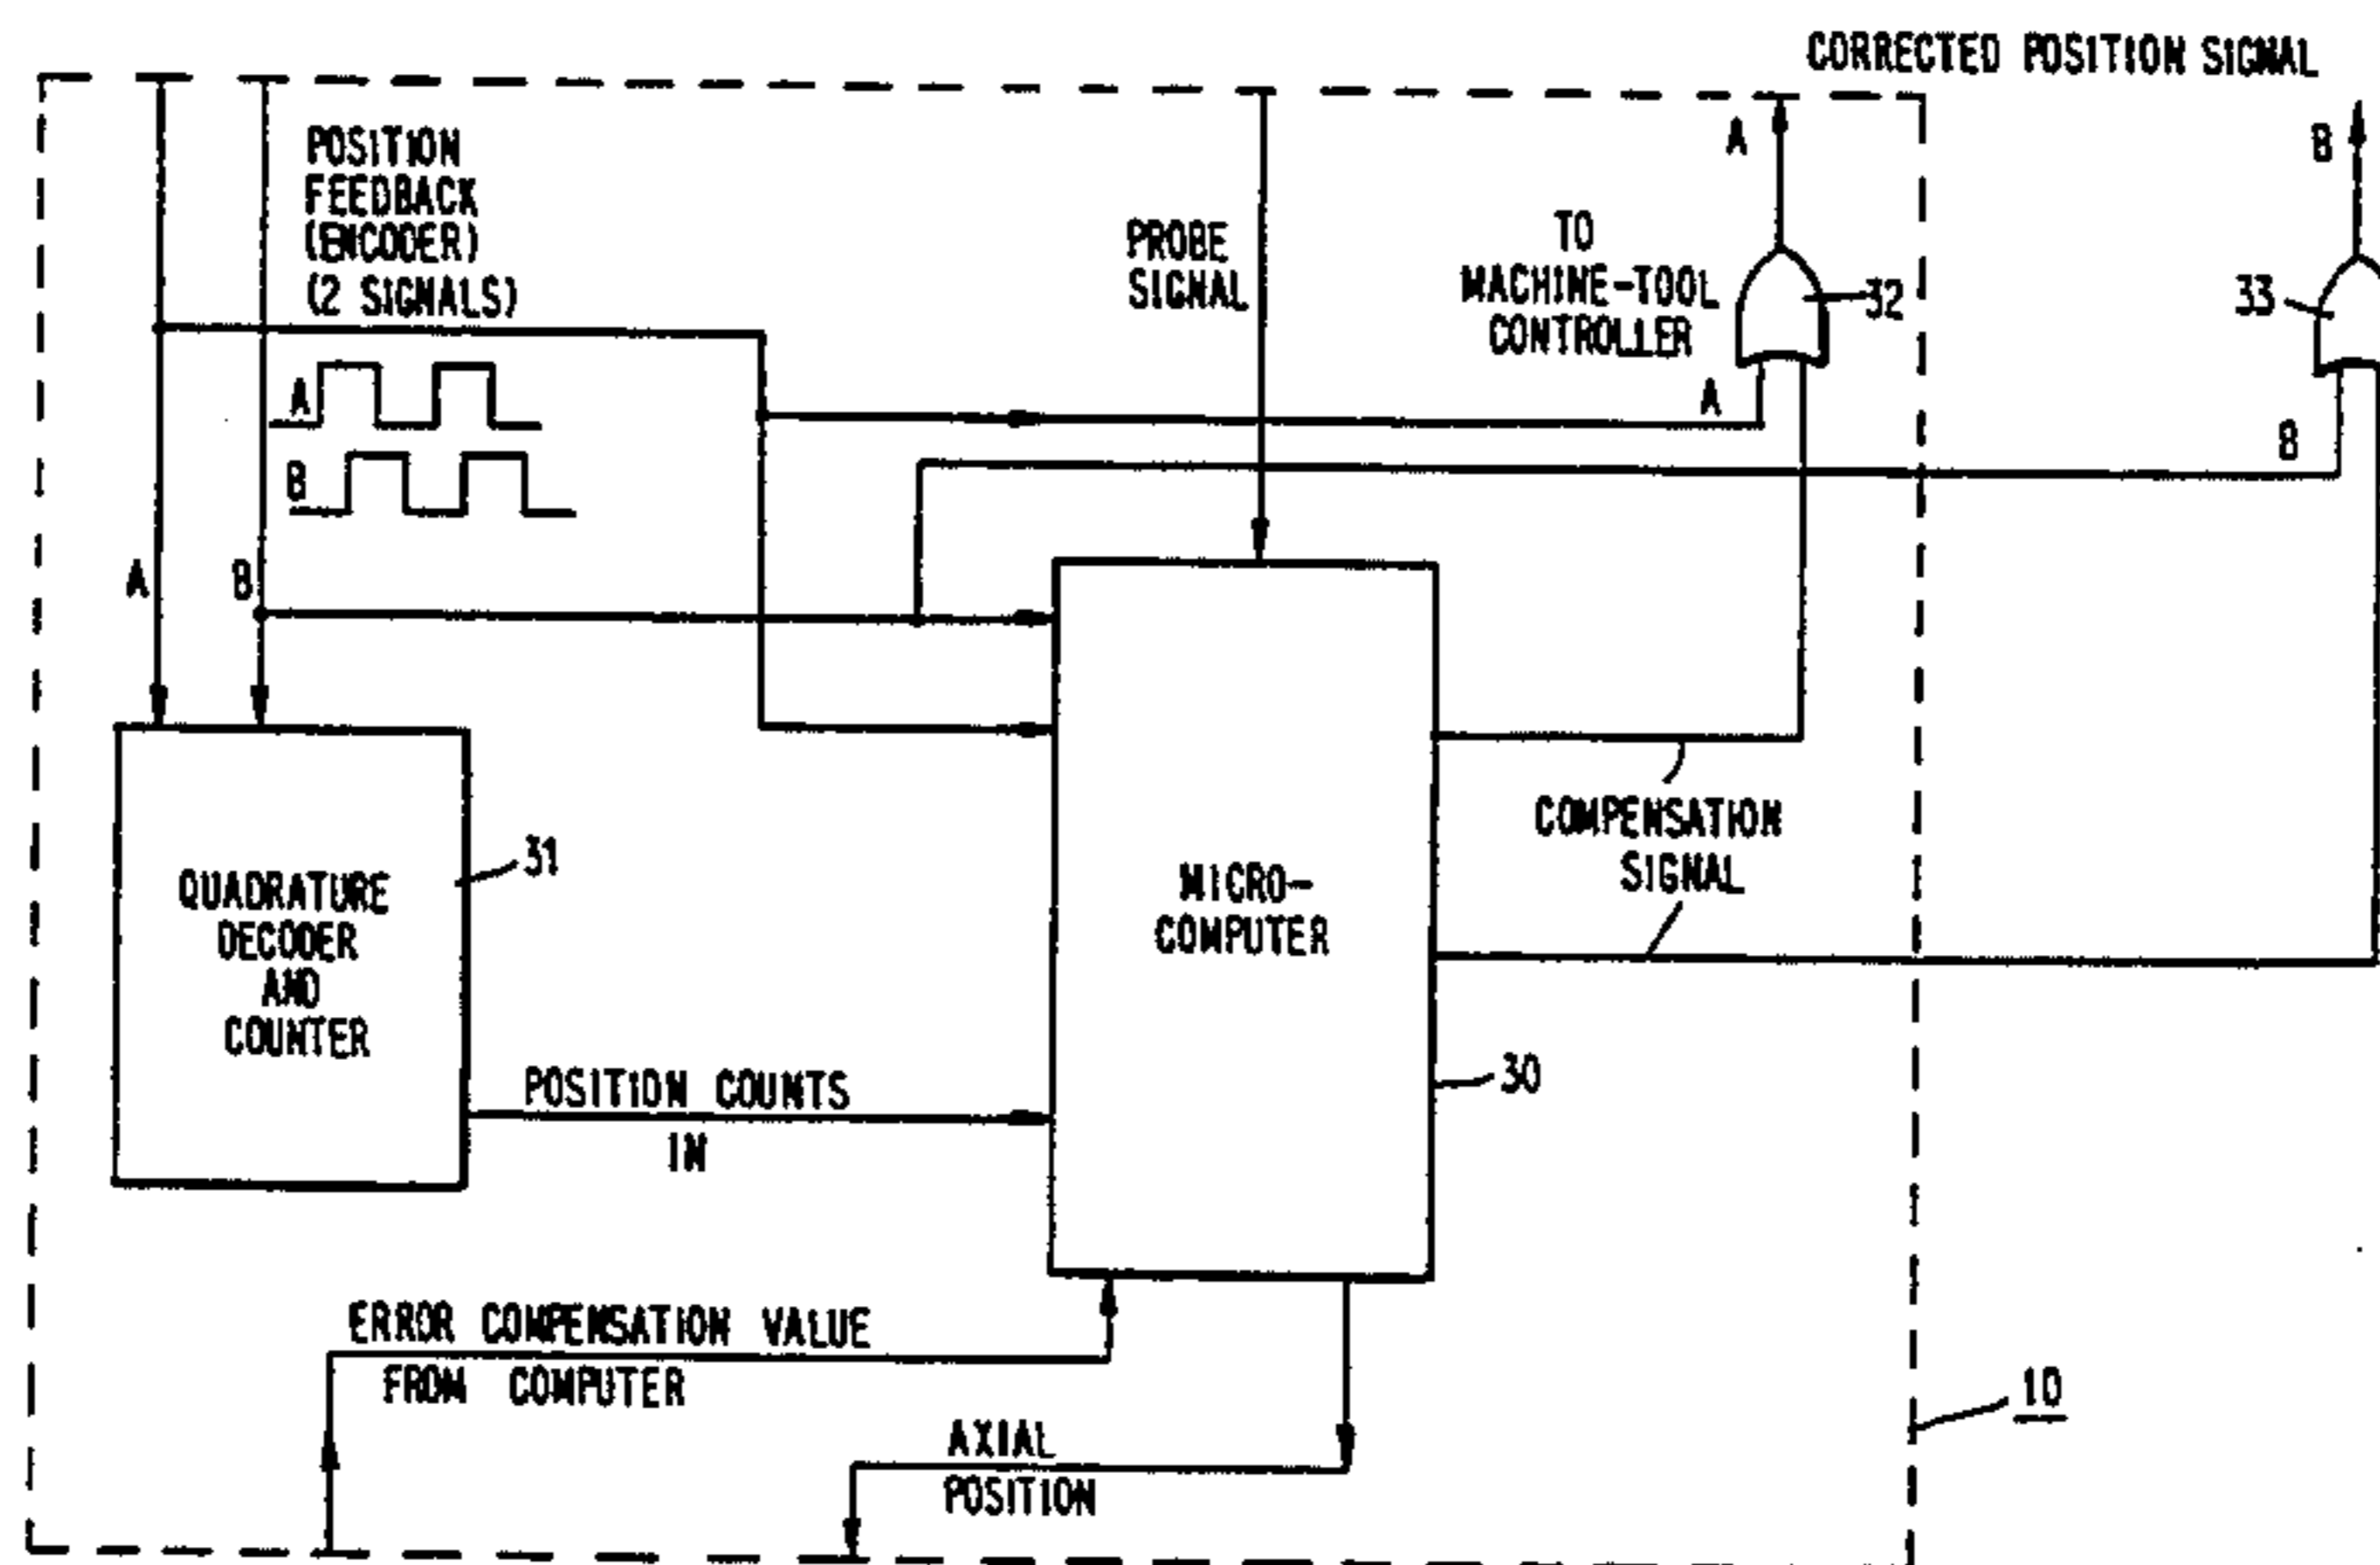 CORRECTED POSITION SIGNAL
POSITION
FEEDBACK
(ENCODER)
(2 SIGNALS)
PROBE
SIGNAL
A
B
TO
MACHINE-TOOL
CONTROLLER
32
33
A
A
B
B
A
B
QUADRATURE
DECODER
AND
COUNTER
31
MICRO-
COMPUTER
COMPENSATION
SIGNAL
30
POSITION COUNTS
IN
ERROR COMPENSATION VALUE
FROM COMPUTER
AXIAL
POSITION
10